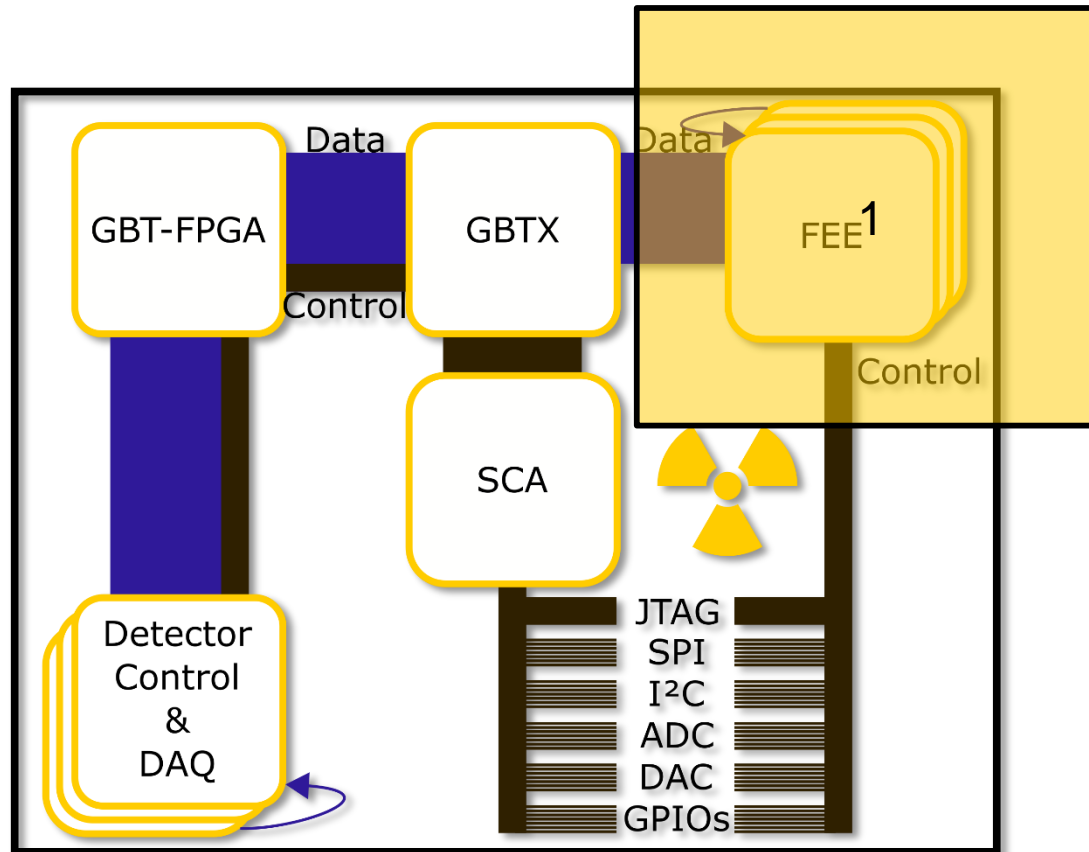 Data
Data
GBT-FPGA
GBTX
FEE¹
Control
Control
SCA
JTAG
SPI
I²C
ADC
DAC
GPIOs
Detector
Control
&
DAQ